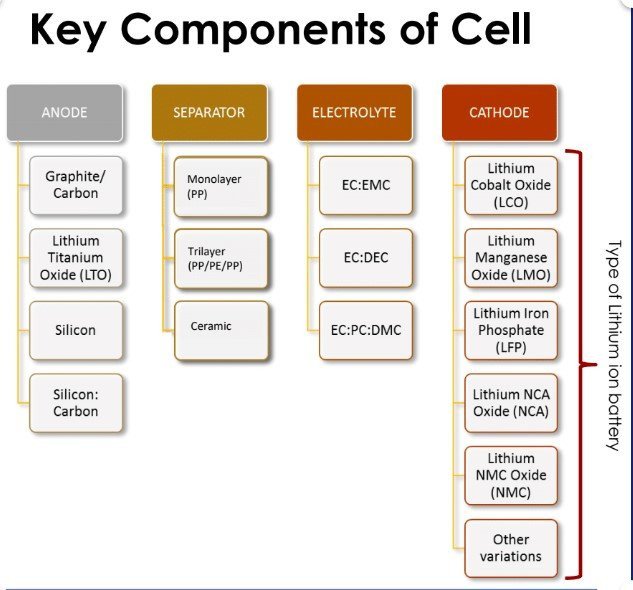 Key Components of Cell
ANODE
Graphite/
Carbon
Lithium
Titanium
Oxide (LTO)
Silicon
Silicon:
Carbon
SEPARATOR
Monolayer
(PP)
Trilayer
(PP/PE/PP)
Ceramic
ELECTROLYTE
EC:EMC
EC:DEC
EC:PC:DMC
CATHODE
Lithium
Cobalt Oxide
(LCO)
Lithium
Manganese
Oxide (LMO)
Lithium Iron
Phosphate
(LFP)
Lithium NCA
Oxide (NCA)
Lithium
NMC Oxide
(NMC)
Other
variations
Type of Lithium ion battery